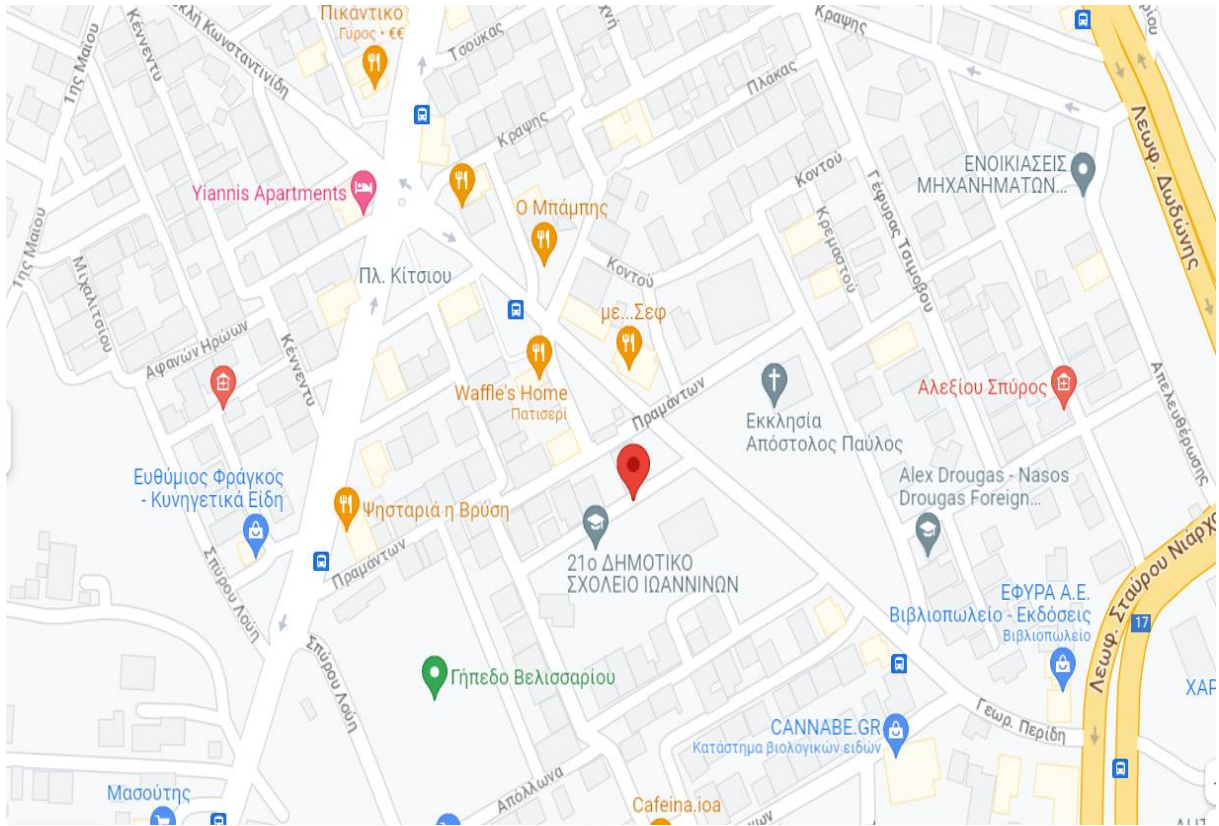 Πικάντικο
Γύρος • €€
Τσούκας
Κράψης
1ης Μαΐου
Κέννεντυ
Κωνσταντινίδη
Πλάκας
Κράψης
Λεωφ. Δωδώνης
ΕΝΟΙΚΙΑΣΕΙΣ
ΜΗΧΑΝΗΜΑΤΩΝ...
Yiannis Apartments
Ο Μπάμπης
Κοντού
Γέφυρας Τσιμοβου
Κρεμαστού
1ης Μαΐου
Μιχαλιτσίου
Πλ. Κίτσιου
Κοντού
με...Σεφ
Αφανών Ηρώων
Κέννεντυ
Waffle's Home
Πατισερί
Πραμάντων
Εκκλησία
Απόστολος Παύλος
Αλεξίου Σπύρος
Απελευθέρωσης
Ευθύμιος Φράγκος
- Κυνηγετικά Είδη
Ψησταριά η Βρύση
Πραμάντων
Alex Drougas - Nasos
Drougas Foreign...
21ο ΔΗΜΟΤΙΚΟ
ΣΧΟΛΕΙΟ ΙΩΑΝΝΙΝΩΝ
Σπύρου Λούη
Σπύρου Λούη
ΕΦΥΡΑ Α.Ε.
Βιβλιοπωλείο - Εκδόσεις
Βιβλιοπωλείο
Λεωφ. Σταύρου Νιάρχο
17
Γήπεδο Βελισσαρίου
ΧΑΡ
Γεωρ. Περίδη
CANNABE.GR
Κατάστημα βιολογικών ειδών
Απόλλωνα
Μασούτης
Cafeina.ioa